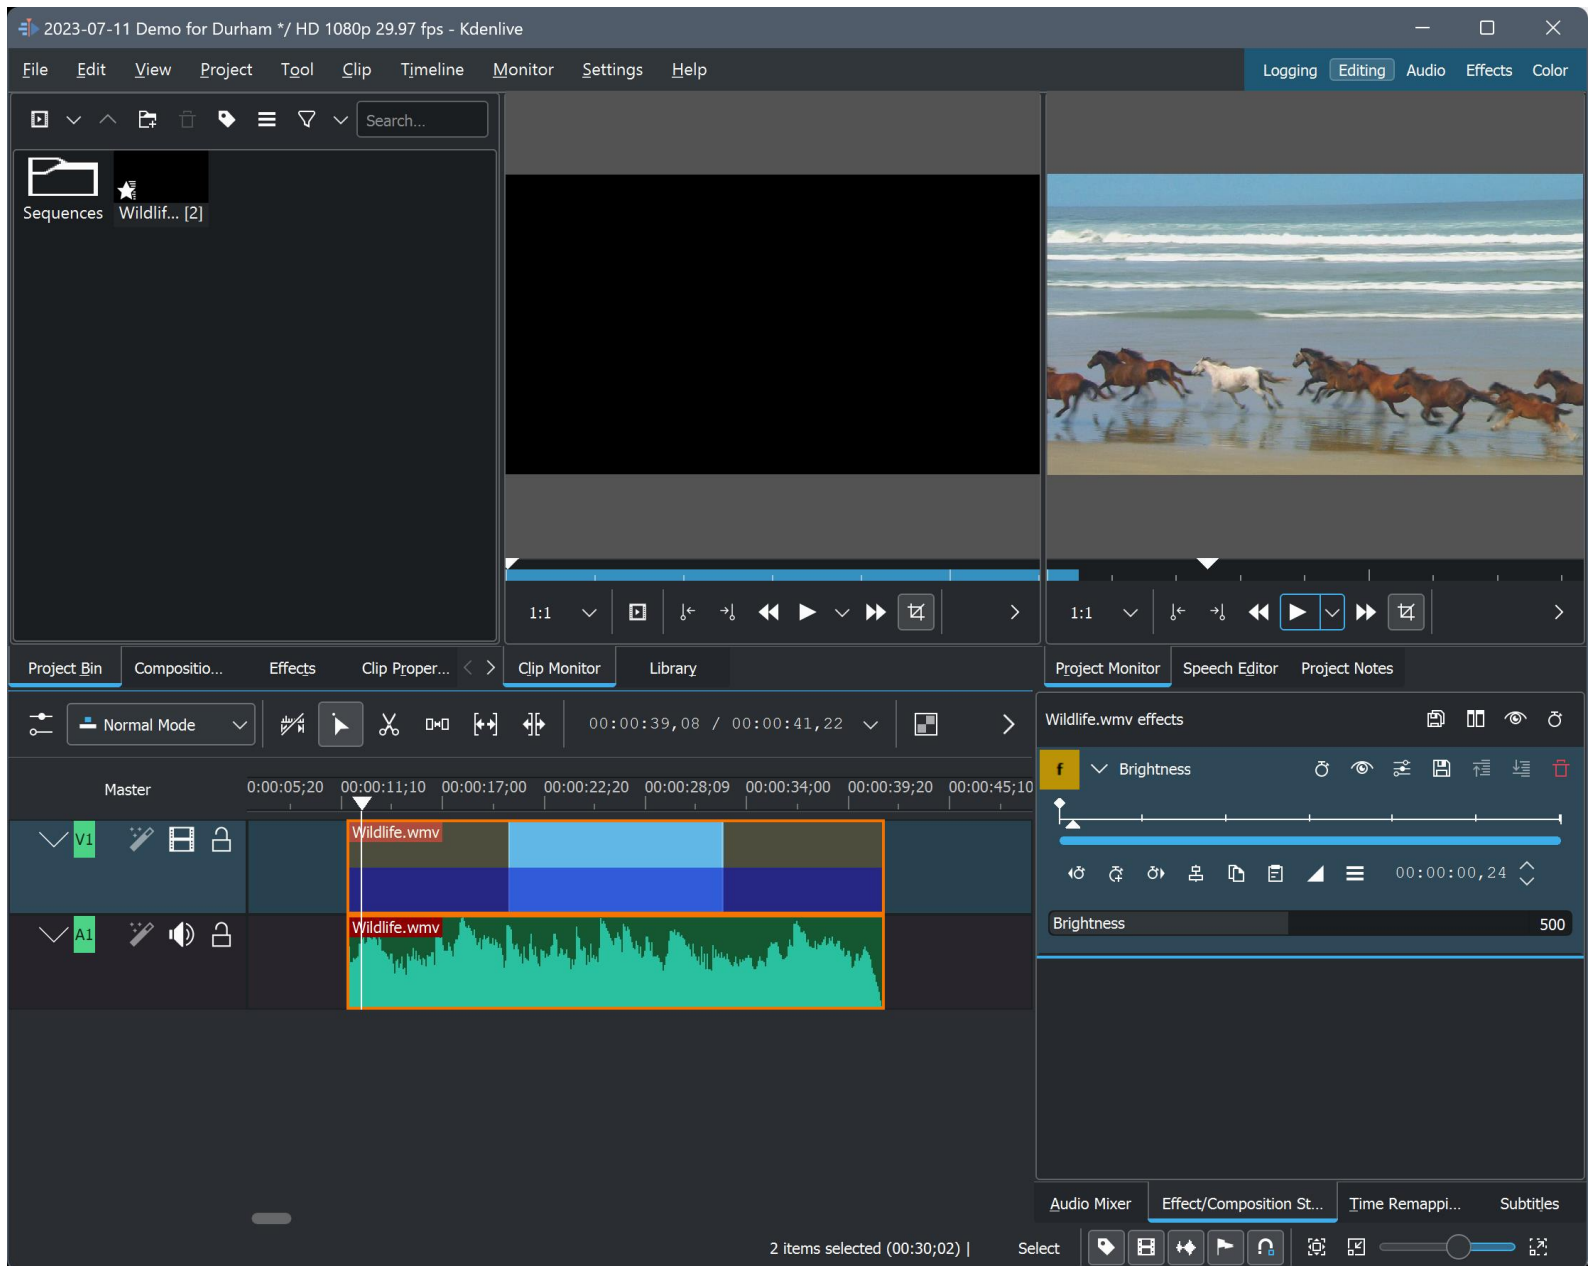 2023-07-11 Demo for Durham */ HD 1080p 29.97 fps - Kdenlive
File Edit View Project Tool Clip Timeline Monitor Settings Help
Logging Editing Audio Effects Color
Search...
Sequences Wildlif... [2]
1:1
1:1
Project Bin Compositio... Effects Clip Proper...
Clip Monitor Library
Project Monitor Speech Editor Project Notes
Normal Mode
00:00:39,08 / 00:00:41,22
Wildlife.wmv effects
f Brightness
Master
0:00:05;20 00:00:11;10 00:00:17;00 00:00:22;20 00:00:28;09 00:00:34;00 00:00:39;20 00:00:45;10
V1
Wildlife.wmv
A1
Wildlife.wmv
00:00:00,24
Brightness 500
Audio Mixer Effect/Composition St... Time Remappi... Subtitles
2 items selected (00:30;02) | Select